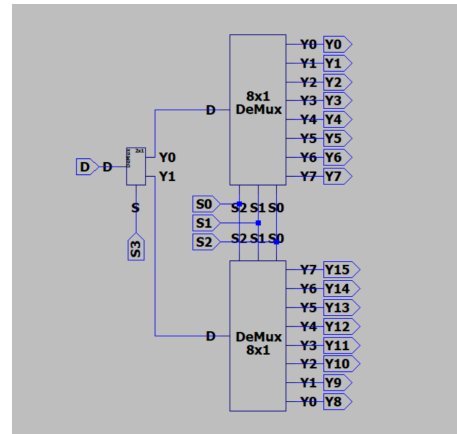 Y0 Y0
Y1 Y1
Y2 Y2
8x1
DeMux
Y3 Y3
D
Y4 Y4
Y5 Y5
Y6 Y6
Y7 Y7
2x1
DEMUX
D D
Y0
Y1
S
S3
S0
S1
S2
S2 S1 S0
S2 S1 S0
Y7 Y15
Y6 Y14
Y5 Y13
Y4 Y12
D
DeMux
8x1
Y3 Y11
Y2 Y10
Y1 Y9
Y0 Y8